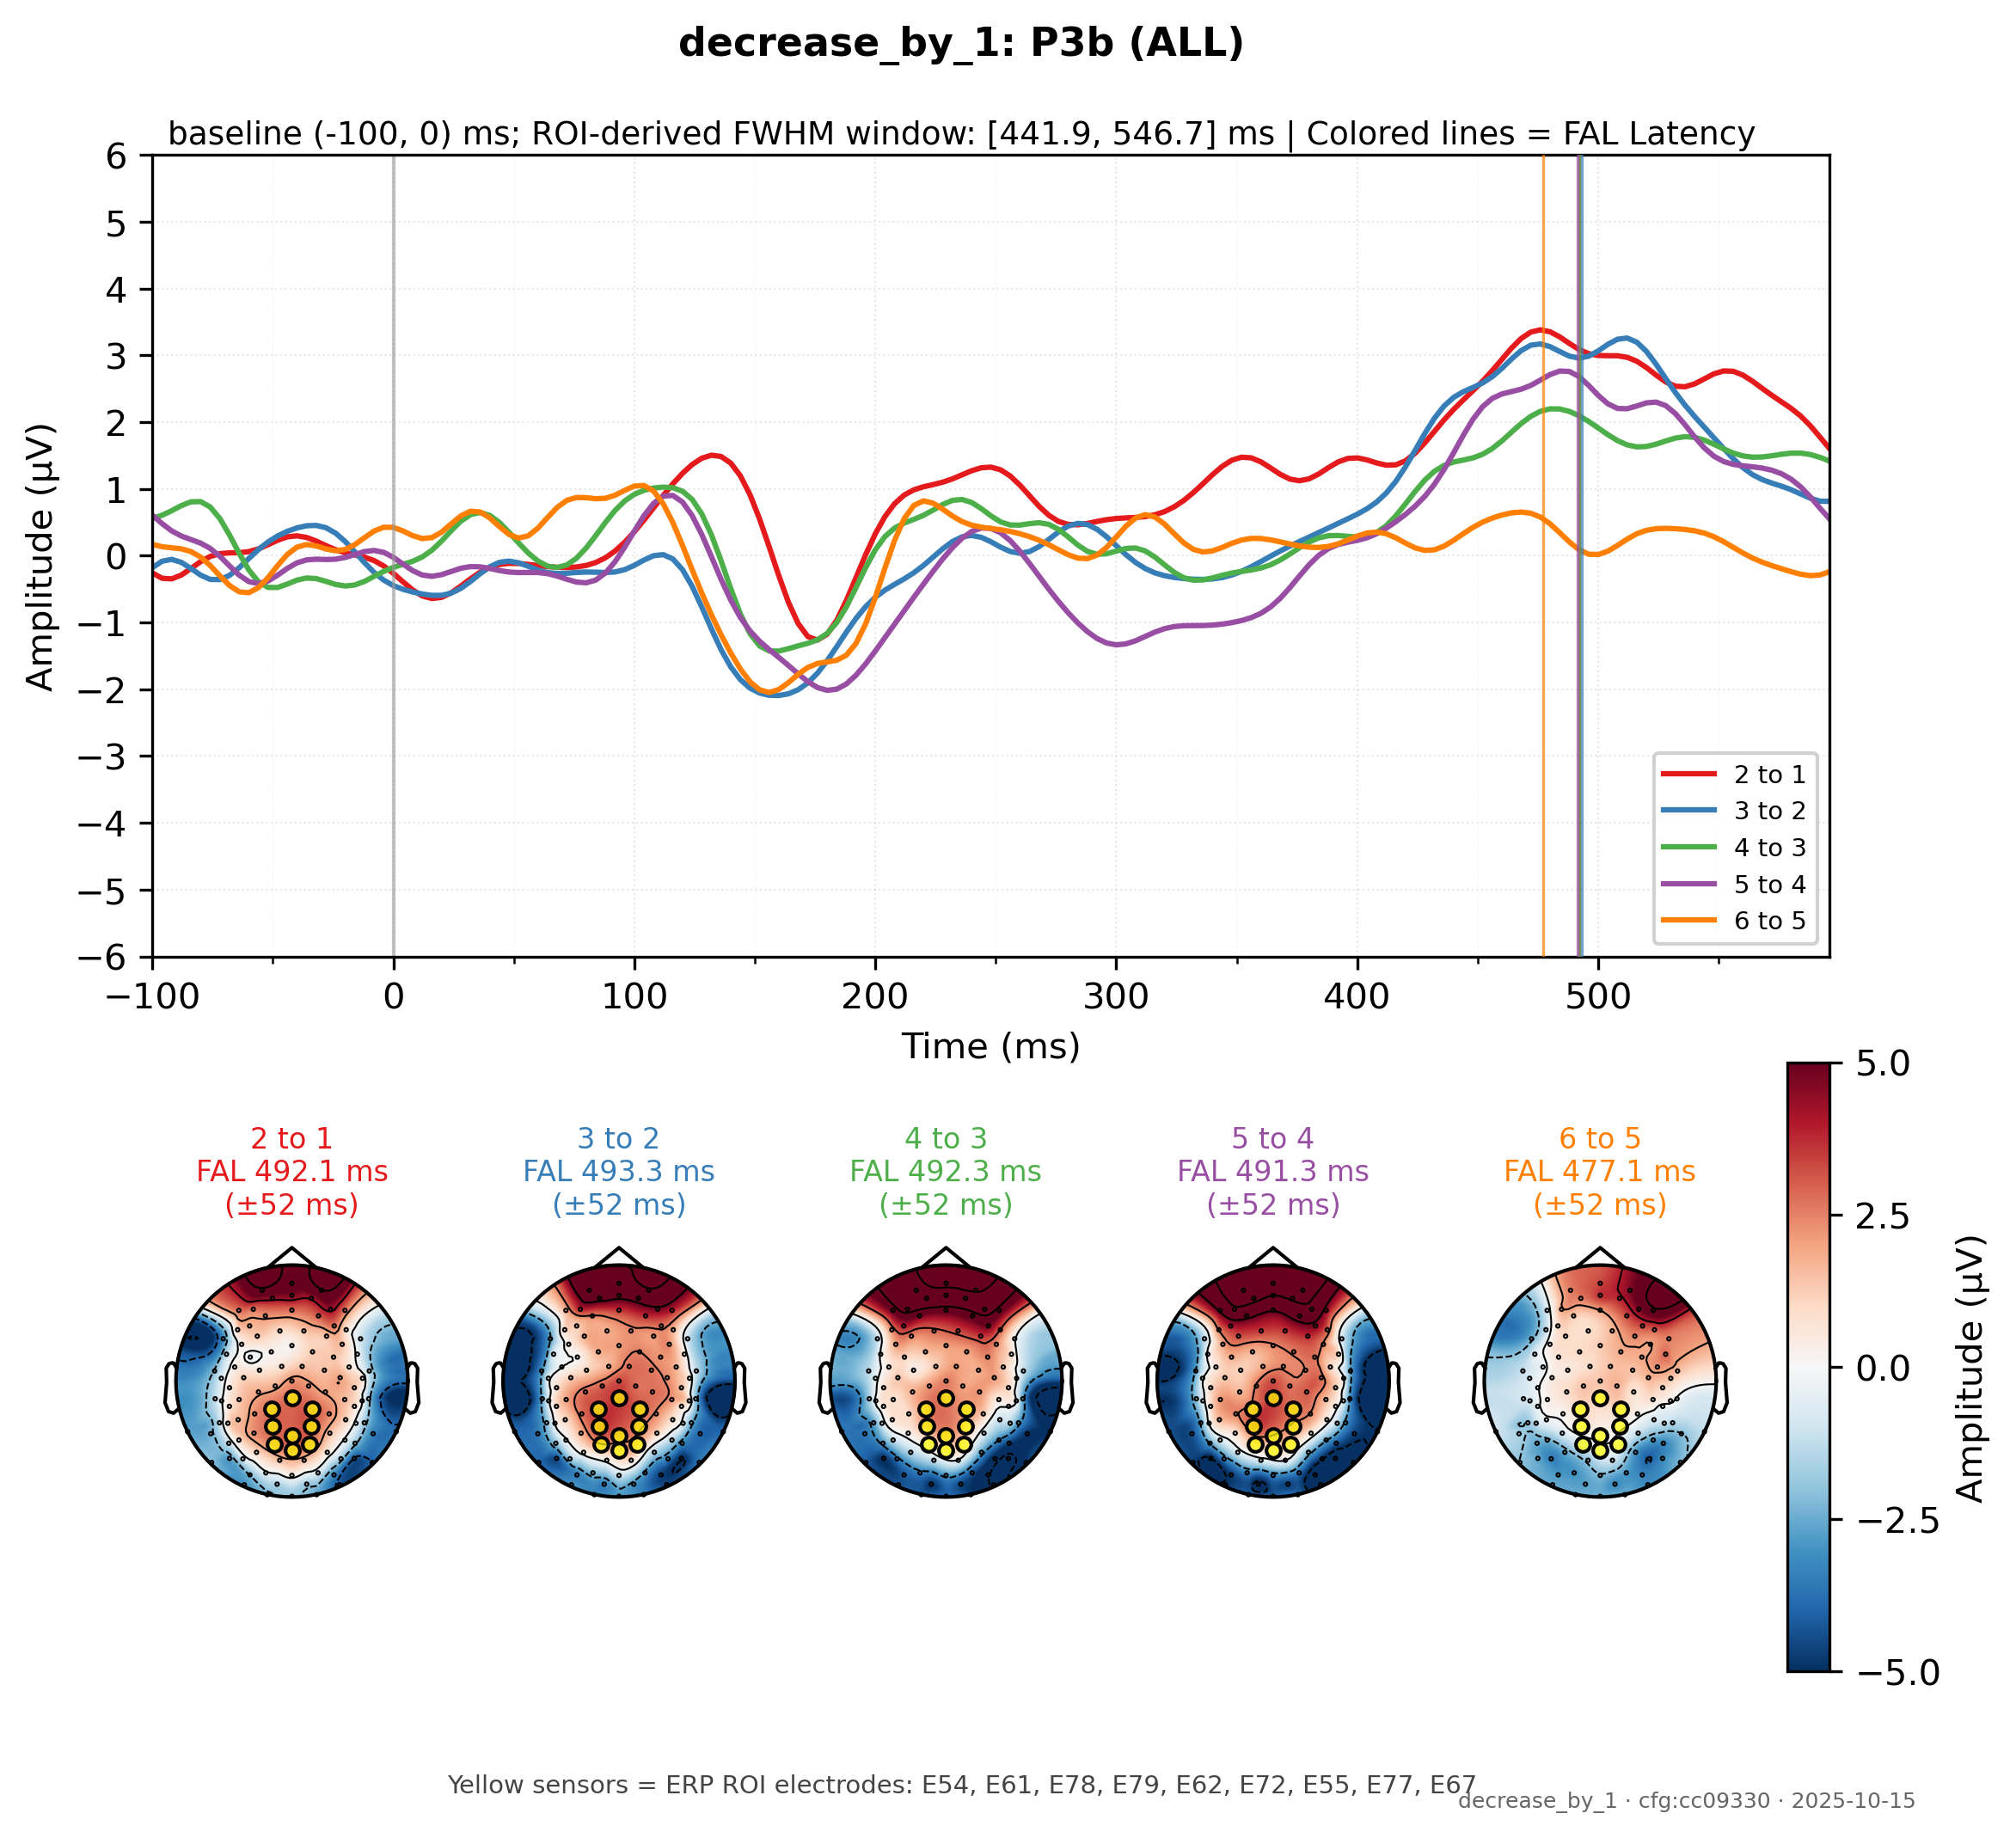 decrease_by_1: P3b (ALL)
baseline (-100, 0) ms; ROI-derived FWHM window: [441.9, 546.7] ms | Colored lines = FAL Latency
6
5
4
3
2
1
0
−1
−2
−3
−4
−5
−6
Amplitude (μV)
2 to 1
3 to 2
4 to 3
5 to 4
6 to 5
−100
0
100
200
300
400
500
Time (ms)
2 to 1
FAL 492.1 ms
(±52 ms)
3 to 2
FAL 493.3 ms
(±52 ms)
4 to 3
FAL 492.3 ms
(±52 ms)
5 to 4
FAL 491.3 ms
(±52 ms)
6 to 5
FAL 477.1 ms
(±52 ms)
5.0
2.5
0.0
−2.5
−5.0
Amplitude (μV)
Yellow sensors = ERP ROI electrodes: E54, E61, E78, E79, E62, E72, E55, E77, E67
decrease_by_1 · cfg:cc09330 · 2025-10-15